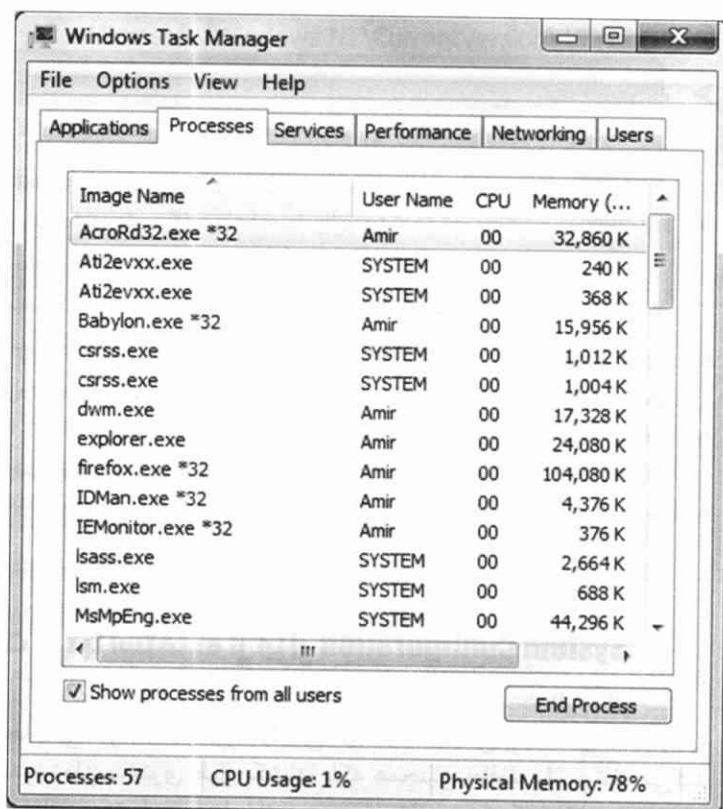 Windows Task Manager
File Options View Help
Applications Processes Services Performance Networking Users
Image Name User Name CPU Memory (...
AcroRd32.exe *32 Amir 00 32,860 K
Ati2evxx.exe SYSTEM 00 240 K
Ati2evxx.exe SYSTEM 00 368 K
Babylon.exe *32 Amir 00 15,956 K
csrss.exe SYSTEM 00 1,012 K
csrss.exe SYSTEM 00 1,004 K
dwm.exe Amir 00 17,328 K
explorer.exe Amir 00 24,080 K
firefox.exe *32 Amir 00 104,080 K
IDMan.exe *32 Amir 00 4,376 K
IEMonitor.exe *32 Amir 00 376 K
lsass.exe SYSTEM 00 2,664 K
lsm.exe SYSTEM 00 688 K
MsMpEng.exe SYSTEM 00 44,296 K
Show processes from all users
End Process
Processes: 57 CPU Usage: 1% Physical Memory: 78%